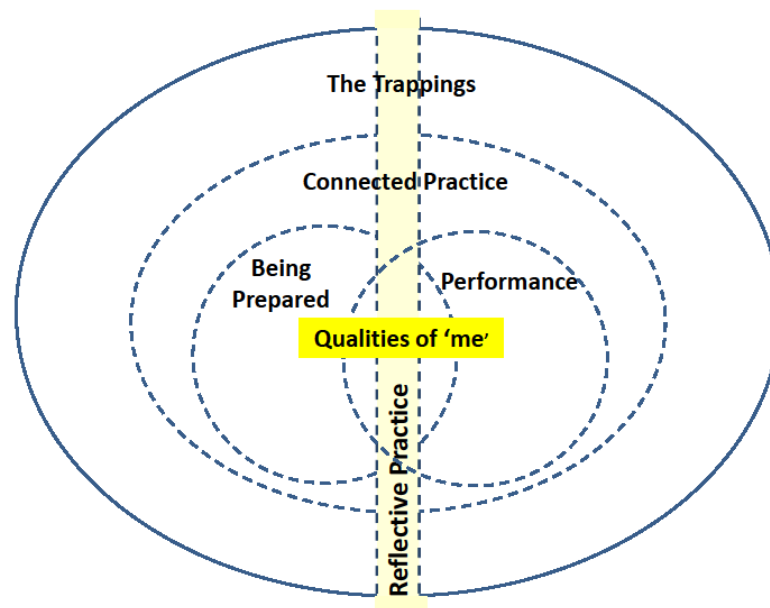 The Trappings
Connected Practice
Being
Prepared
Performance
Qualities of ‘me’
Reflective Practice